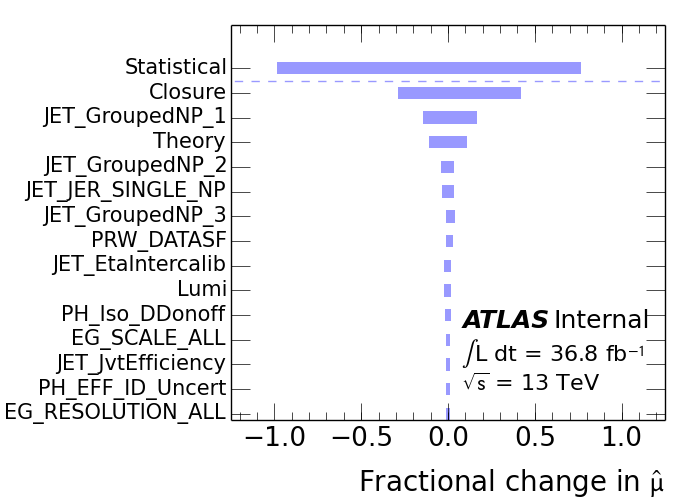 Statistical
Closure
JET_GroupedNP_1
Theory
JET_GroupedNP_2
JET_JER_SINGLE_NP
JET_GroupedNP_3
PRW_DATASF
JET_EtaIntercalib
Lumi
PH_Iso_DDonoff
EG_SCALE_ALL
JET_JvtEfficiency
PH_EFF_ID_Uncert
EG_RESOLUTION_ALL
ATLAS Internal
∫L dt = 36.8 fb⁻¹
√s = 13 TeV
−1.0 −0.5 0.0 0.5 1.0
Fractional change in μ̂